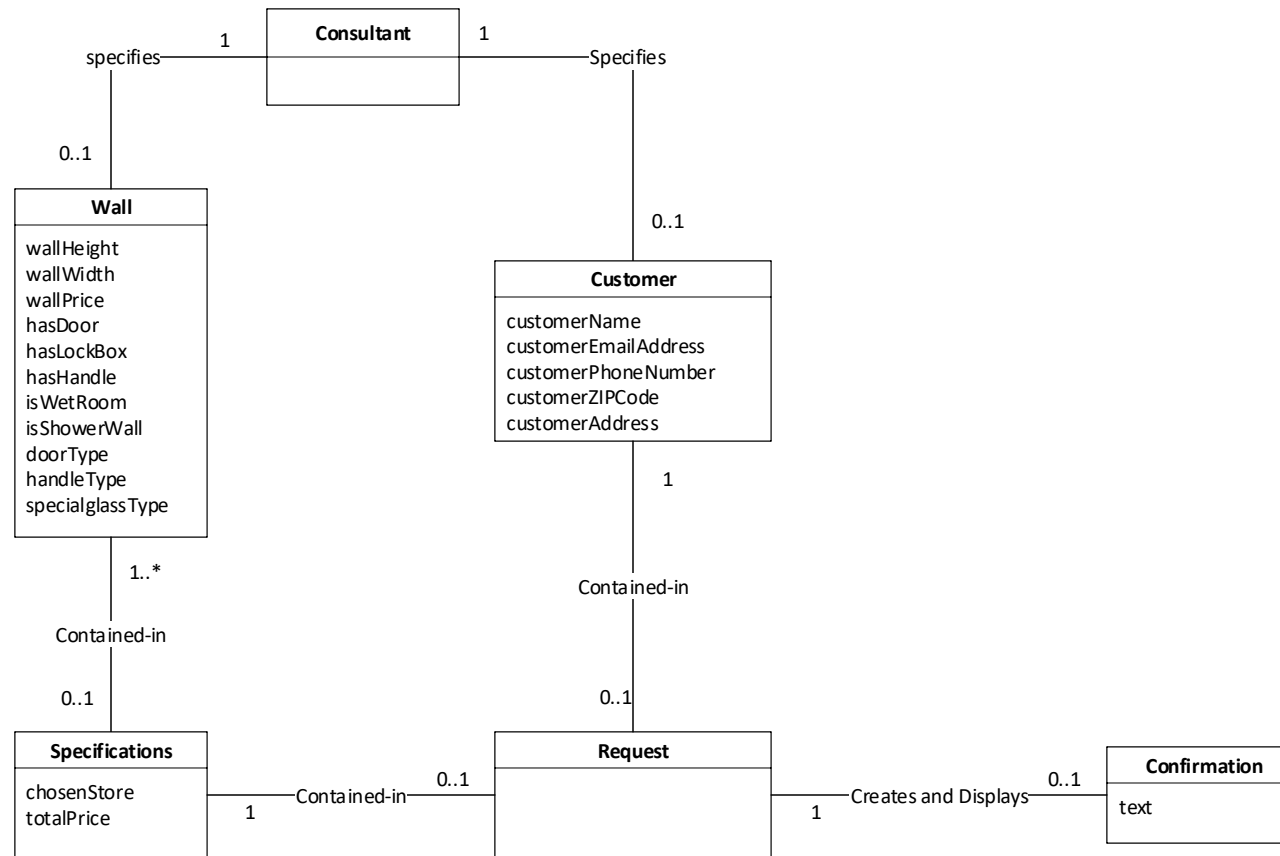 Consultant
1
1
specifies
Specifies
0..1
0..1
Wall
wallHeight
wallWidth
wallPrice
hasDoor
hasLockBox
hasHandle
isWetRoom
isShowerWall
doorType
handleType
specialglassType
Customer
customerName
customerEmailAddress
customerPhoneNumber
customerZIPCode
customerAddress
1..*
1
Contained-in
Contained-in
0..1
0..1
Specifications
chosenStore
totalPrice
1
Contained-in
0..1
Request
1
Creates and Displays
0..1
Confirmation
text